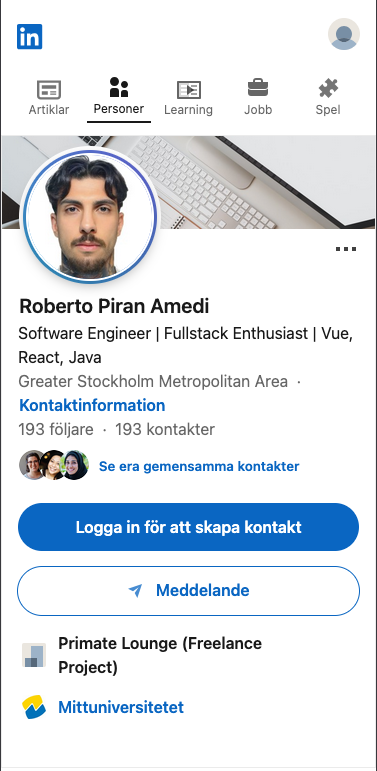 in
Artiklar
Personer
Learning
Jobb
Spel
Roberto Piran Amedi
Software Engineer | Fullstack Enthusiast | Vue,
React, Java
Greater Stockholm Metropolitan Area ·
Kontaktinformation
193 följare · 193 kontakter
Se era gemensamma kontakter
Logga in för att skapa kontakt
Meddelande
Primate Lounge (Freelance
Project)
Mittuniversitetet